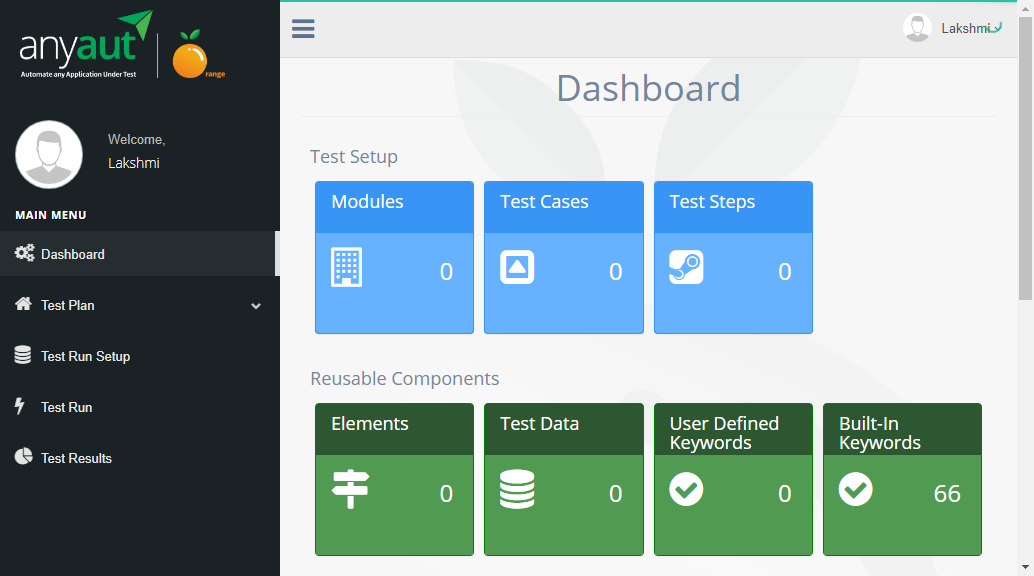 anyaut
Automate any Application Under Test
range
Lakshmi
Welcome,
Lakshmi
MAIN MENU
Dashboard
Test Plan
Test Run Setup
Test Run
Test Results
Dashboard
Test Setup
Modules
0
Test Cases
0
Test Steps
0
Reusable Components
Elements
0
Test Data
0
User Defined
Keywords
0
Built-In
Keywords
66